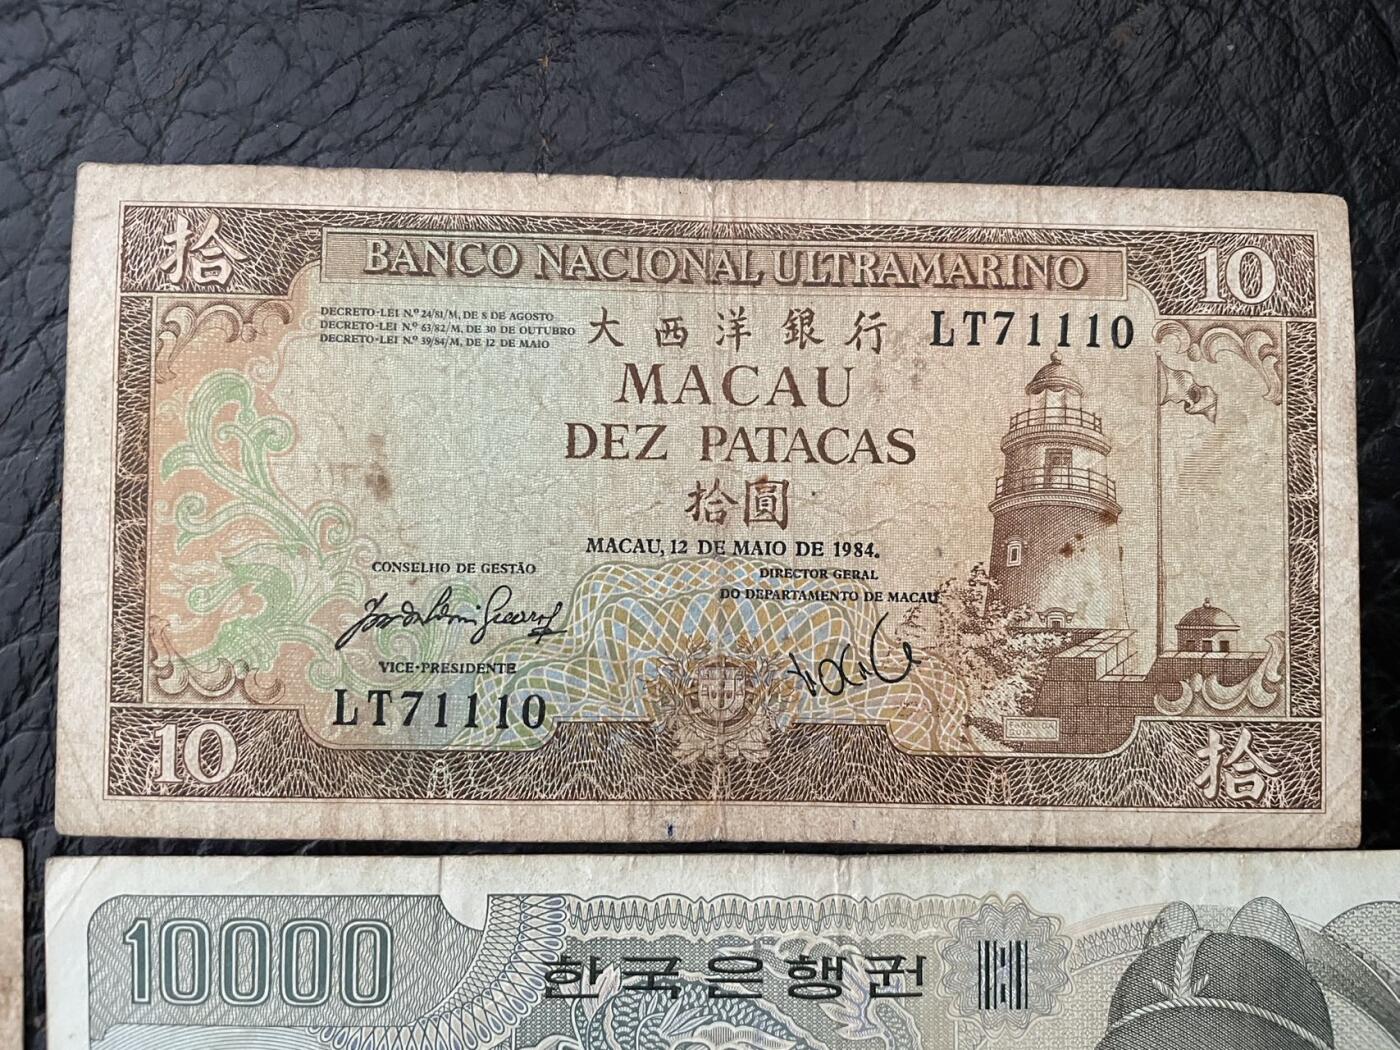 拾
BANCO NACIONAL ULTRAMARINO
10
DECRETO-LEI N.º 24/81/M, DE 8 DE AGOSTO
DECRETO-LEI N.º 63/82/M, DE 30 DE OUTUBRO
DECRETO-LEI N.º 39/84/M, DE 12 DE MAIO
大西洋銀行
LT71110
MACAU
DEZ PATACAS
拾圓
MACAU, 12 DE MAIO DE 1984.
CONSELHO DE GESTÃO
DIRECTOR GERAL
DO DEPARTAMENTO DE MACAU
VICE-PRESIDENTE
LT71110
10
拾
10000
한국은행권